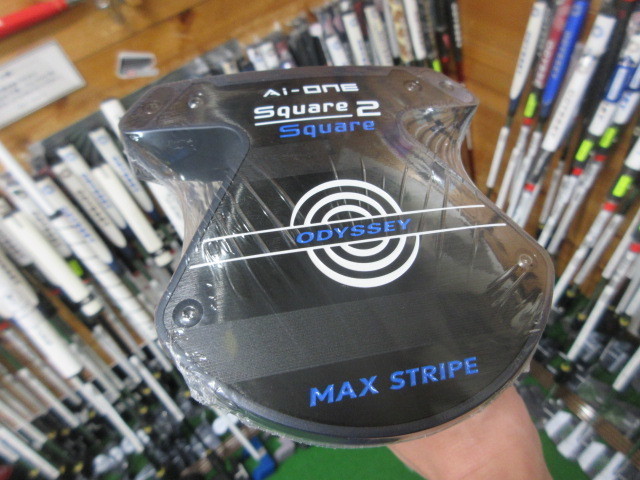 Ai-ONE
Square 2
Square
ODYSSEY
MAX STRIPE